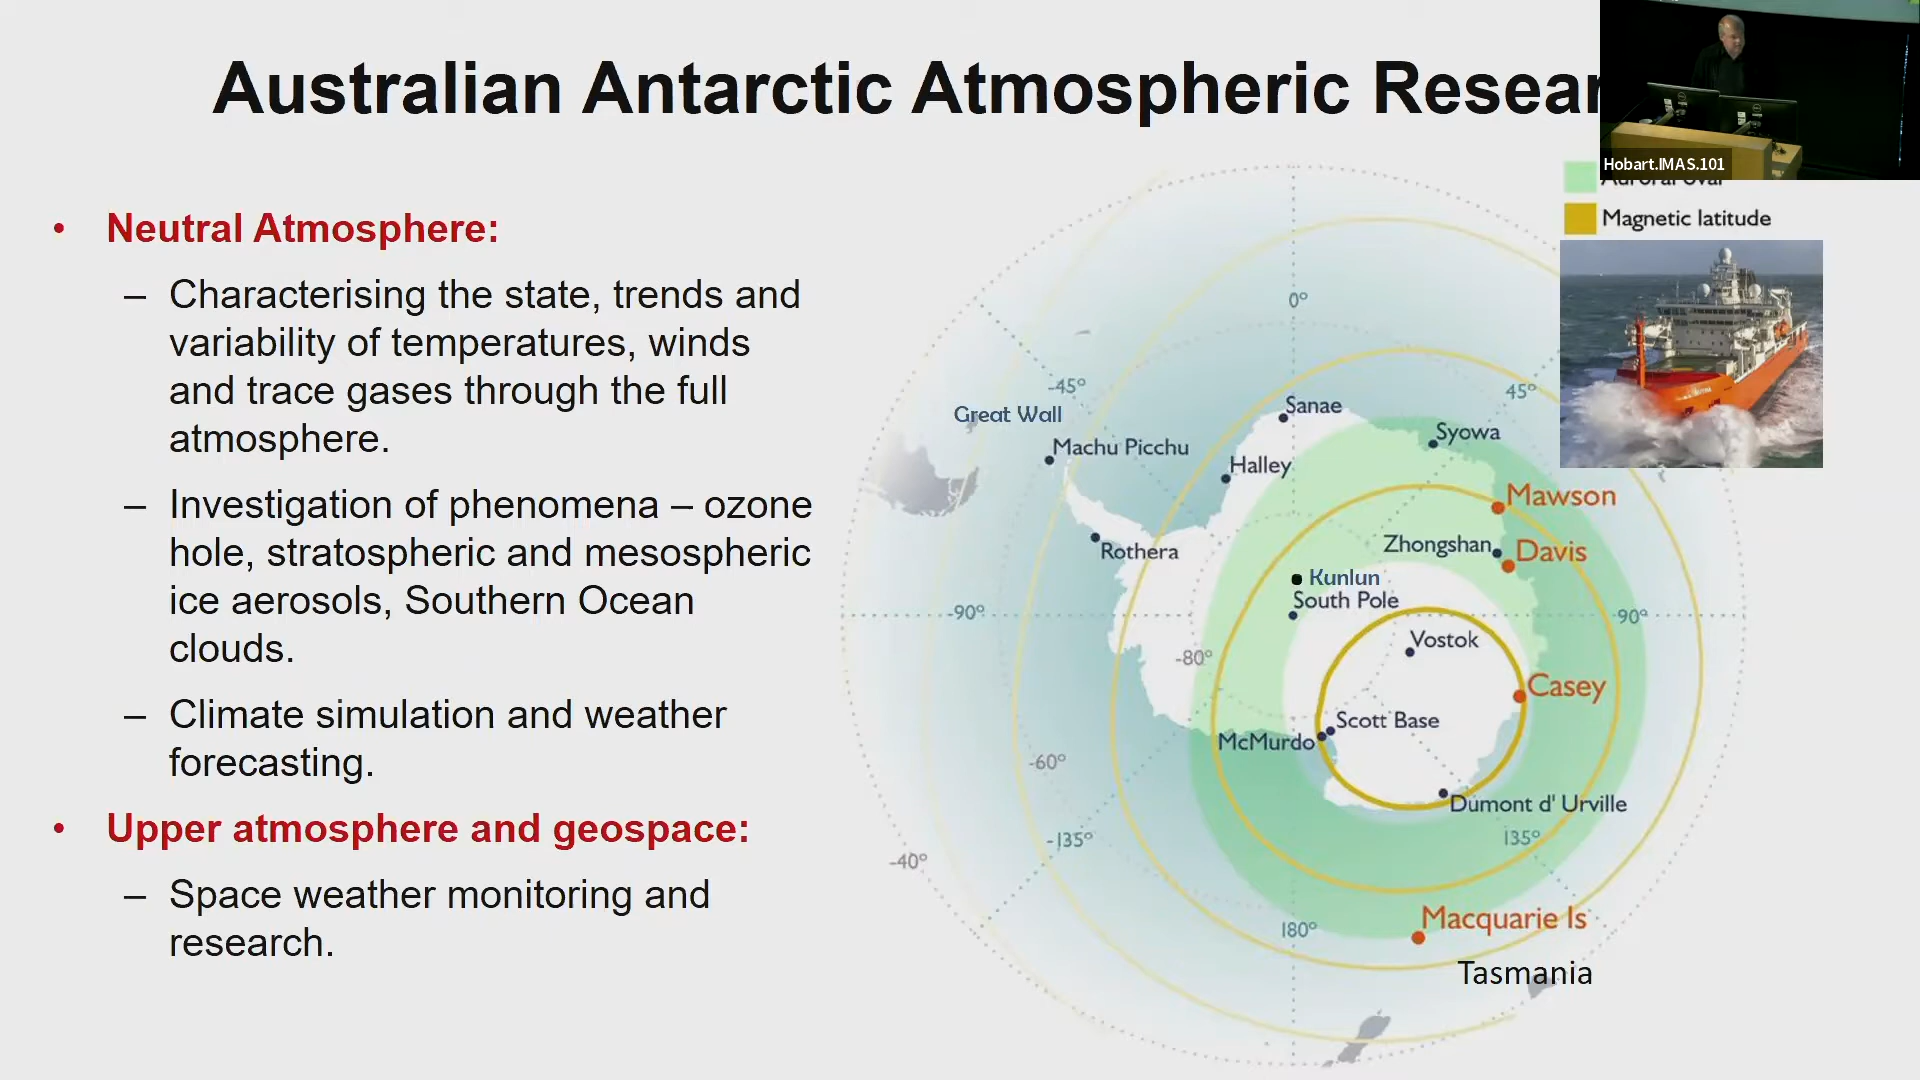 Australian Antarctic Atmospheric Resear
Hobart.IMAS.101
• Neutral Atmosphere:
– Characterising the state, trends and
variability of temperatures, winds
and trace gases through the full
atmosphere.
– Investigation of phenomena – ozone
hole, stratospheric and mesospheric
ice aerosols, Southern Ocean
clouds.
– Climate simulation and weather
forecasting.
• Upper atmosphere and geospace:
– Space weather monitoring and
research.
Auroral oval
Magnetic latitude
0°
-45°
45°
Great Wall
Sanae
Syowa
Machu Picchu
Halley
Mawson
Rothera
Zhongshan
Davis
Kunlun
South Pole
-90°
90°
Vostok
-80°
Casey
Scott Base
McMurdo
-60°
Dumont d' Urville
-135°
135°
-40°
Macquarie Is
180°
Tasmania